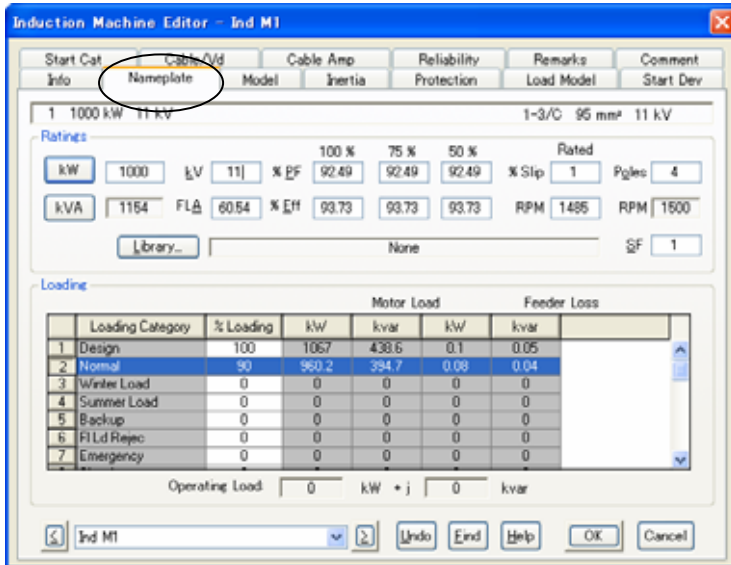 Induction Machine Editor - Ind M1
Start Cat Cable/Vd Cable Amp Reliability Remarks Comment
Info Nameplate Model Inertia Protection Load Model Start Dev
1 1000 kW 11 kV 1-3/C 95 mm² 11 kV
Ratings
100 % 75 % 50 % Rated
kW 1000 kV 11 % PF 92.49 92.49 92.49 % Slip 1 Poles 4
kVA 1154 FLA 60.54 % Eff 93.73 93.73 93.73 RPM 1485 RPM 1500
Library... None SF 1
Loading
Motor Load Feeder Loss
Loading Category % Loading kW kvar kW kvar
1 Design 100 1067 438.6 0.1 0.05
2 Normal 90 960.2 394.7 0.08 0.04
3 Winter Load 0 0 0 0 0
4 Summer Load 0 0 0 0 0
5 Backup 0 0 0 0 0
6 Fl Ld Rejec 0 0 0 0 0
7 Emergency 0 0 0 0 0
Operating Load 0 kW + j 0 kvar
Ind M1 Undo Find Help OK Cancel